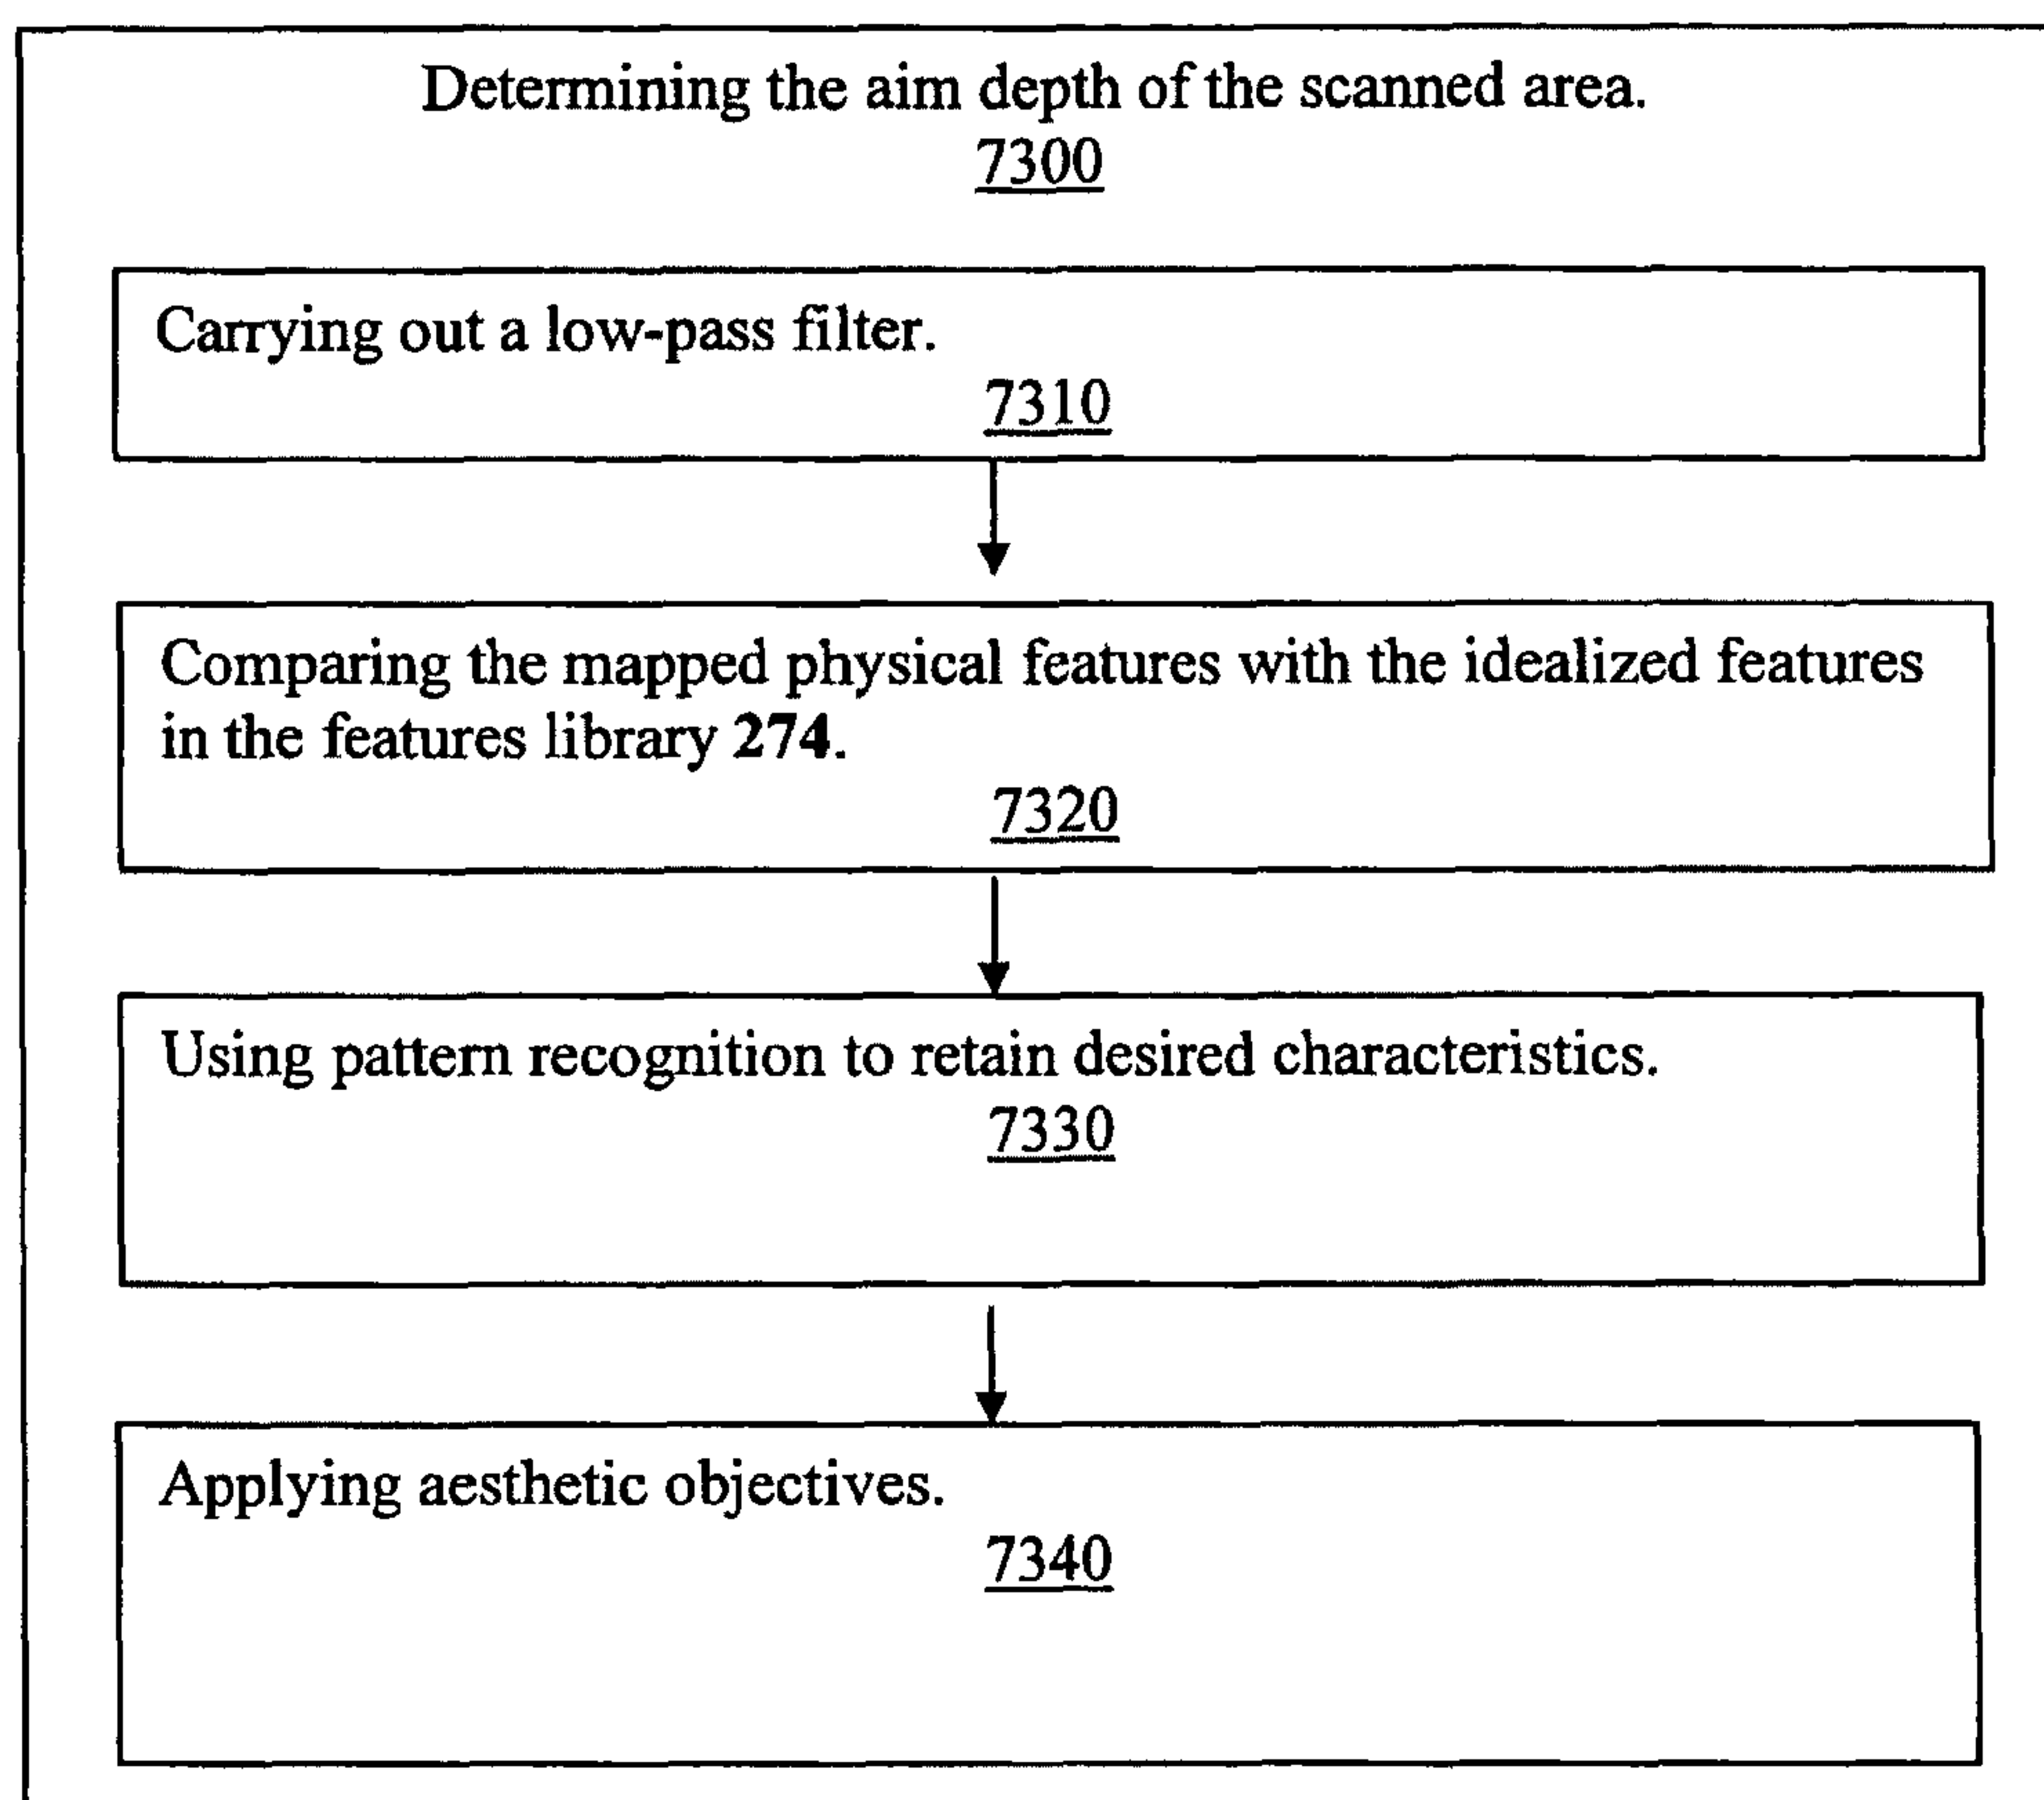 Determining the aim depth of the scanned area.
7300
Carrying out a low-pass filter.
7310
Comparing the mapped physical features with the idealized features
in the features library 274.
7320
Using pattern recognition to retain desired characteristics.
7330
Applying aesthetic objectives.
7340